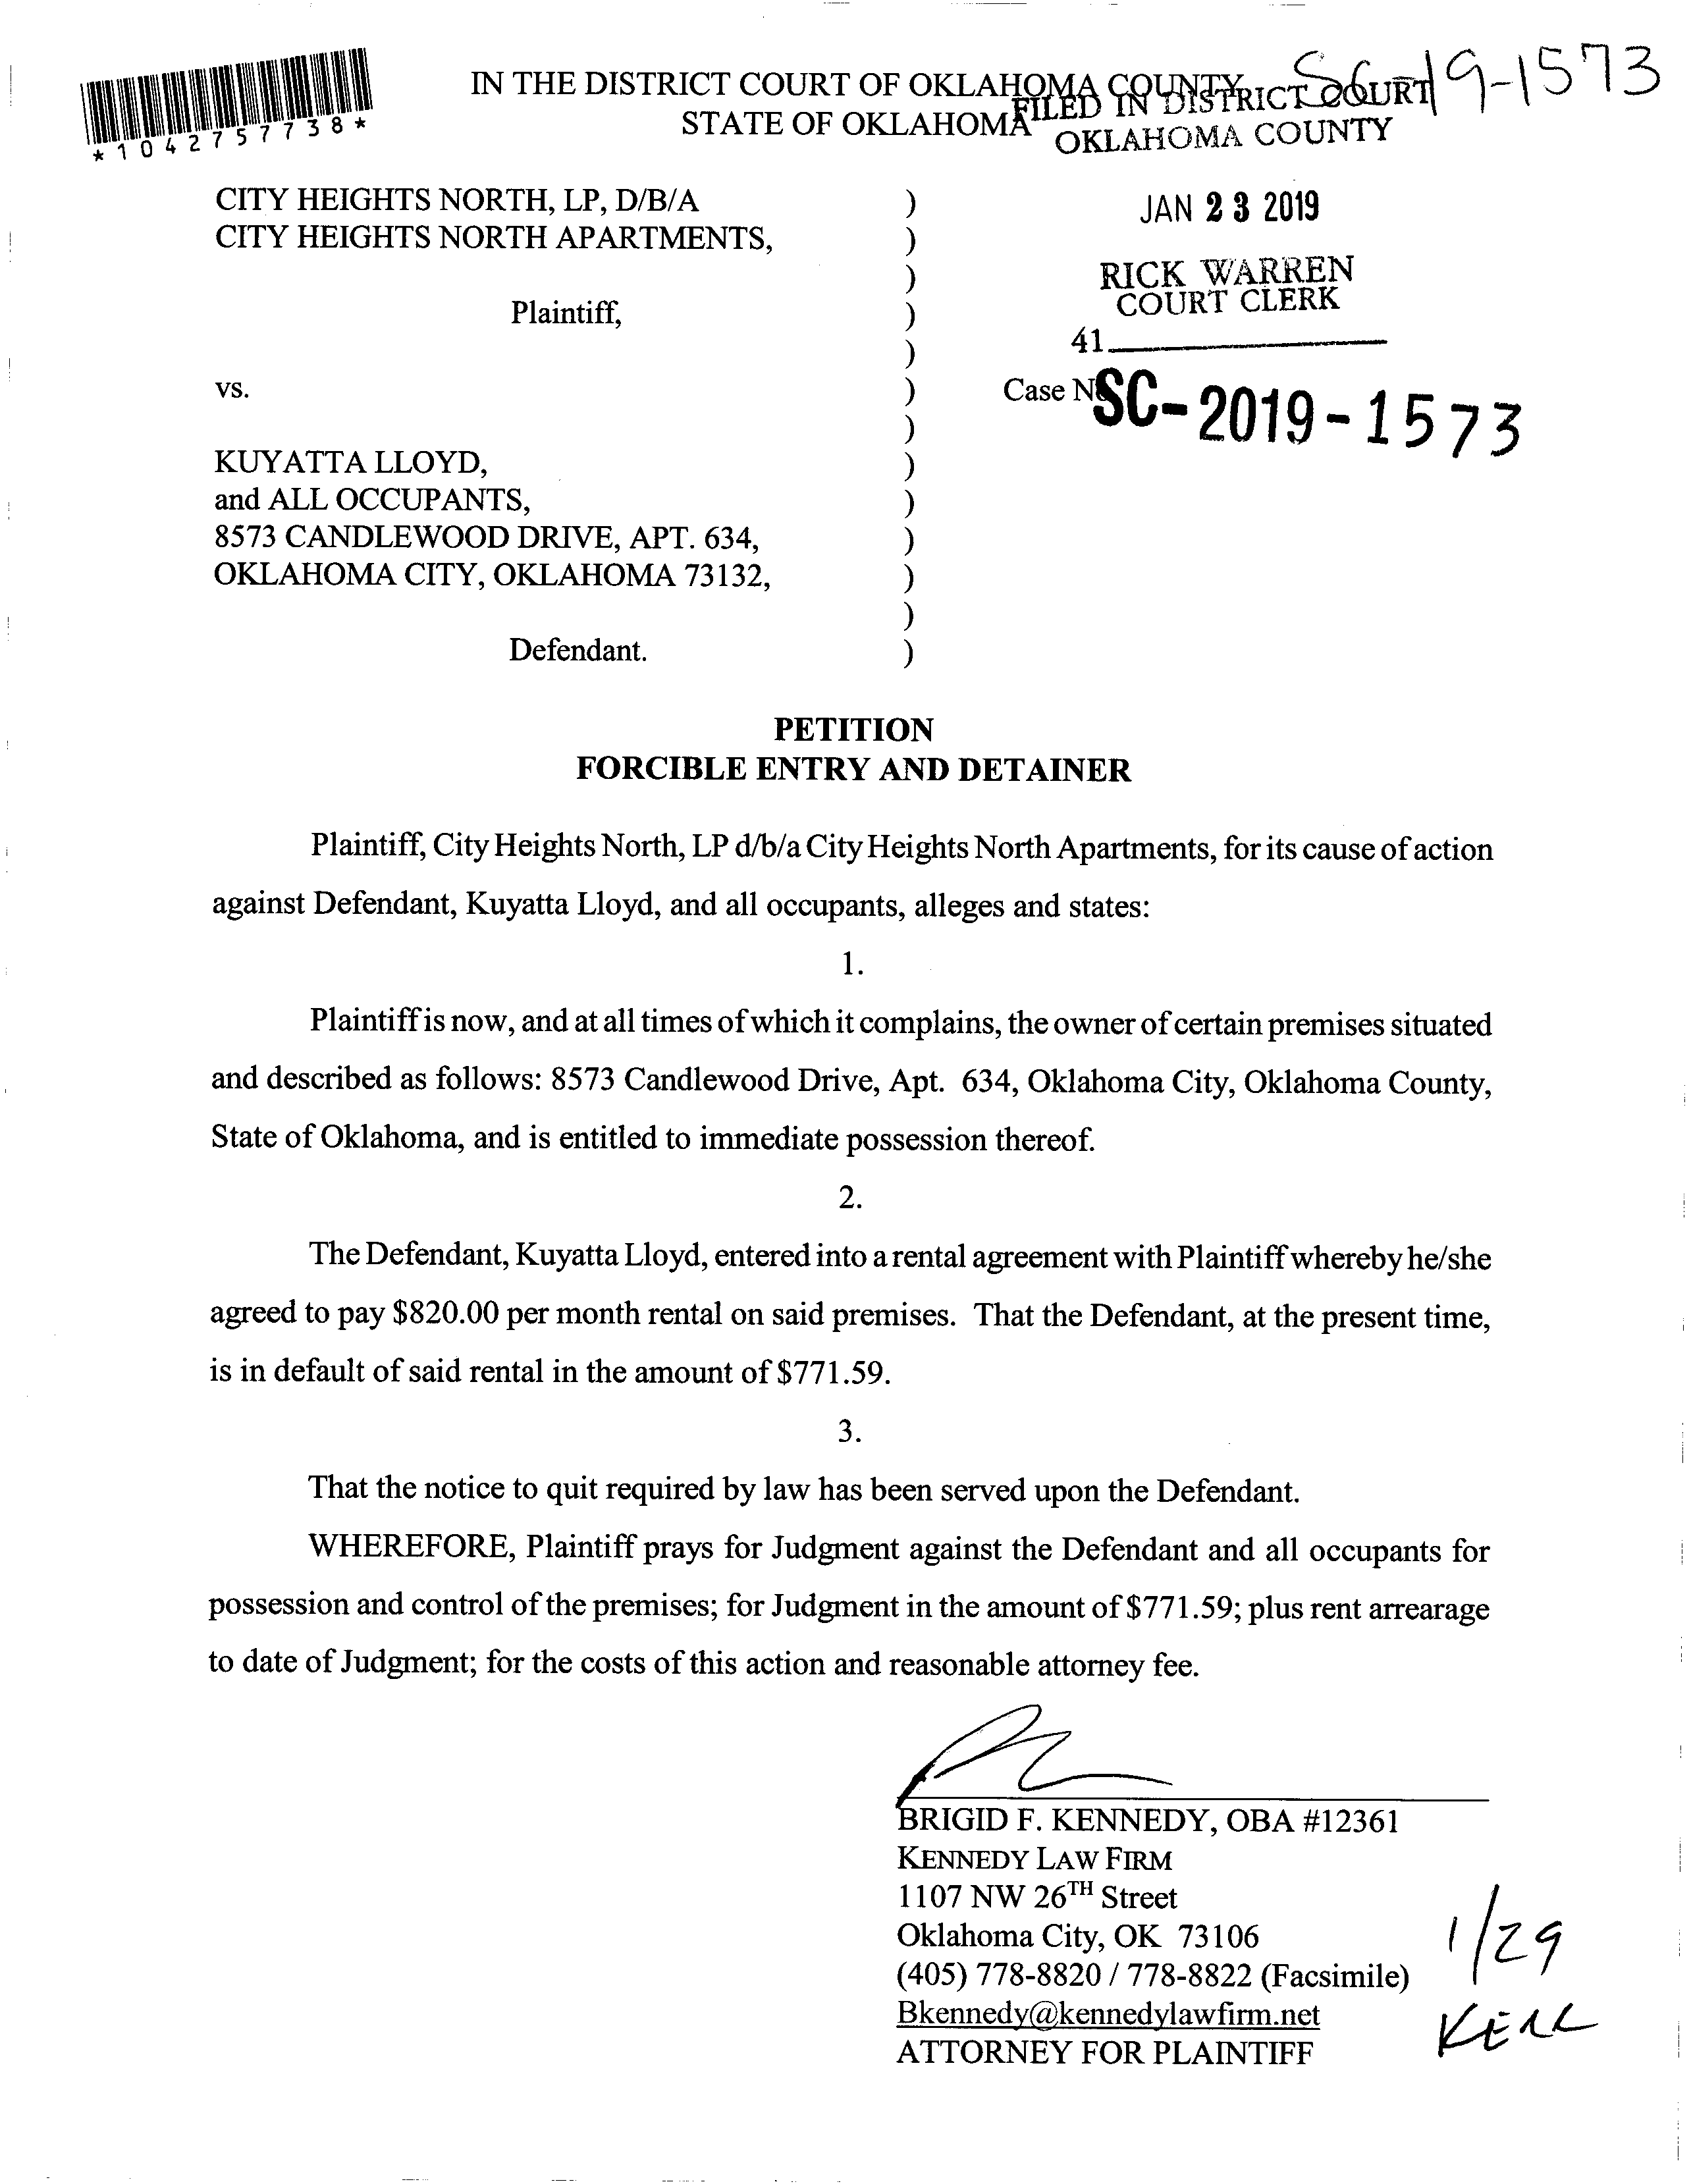 SC-19-1573
IN THE DISTRICT COURT OF OKLAHOMA COUNTY
STATE OF OKLAHOMA
FILED IN DISTRICT COURT
OKLAHOMA COUNTY
*1042757738*
CITY HEIGHTS NORTH, LP, D/B/A )
CITY HEIGHTS NORTH APARTMENTS, )
)
Plaintiff, )
)
vs. )
)
KUYATTA LLOYD, )
and ALL OCCUPANTS, )
8573 CANDLEWOOD DRIVE, APT. 634, )
OKLAHOMA CITY, OKLAHOMA 73132, )
)
Defendant. )
JAN 23 2019
RICK WARREN
COURT CLERK
41
Case No. SC-2019-1573
PETITION
FORCIBLE ENTRY AND DETAINER
Plaintiff, City Heights North, LP d/b/a City Heights North Apartments, for its cause of action
against Defendant, Kuyatta Lloyd, and all occupants, alleges and states:
1.
Plaintiff is now, and at all times of which it complains, the owner of certain premises situated
and described as follows: 8573 Candlewood Drive, Apt. 634, Oklahoma City, Oklahoma County,
State of Oklahoma, and is entitled to immediate possession thereof.
2.
The Defendant, Kuyatta Lloyd, entered into a rental agreement with Plaintiff whereby he/she
agreed to pay $820.00 per month rental on said premises. That the Defendant, at the present time,
is in default of said rental in the amount of $771.59.
3.
That the notice to quit required by law has been served upon the Defendant.
WHEREFORE, Plaintiff prays for Judgment against the Defendant and all occupants for
possession and control of the premises; for Judgment in the amount of $771.59; plus rent arrearage
to date of Judgment; for the costs of this action and reasonable attorney fee.
BRIGID F. KENNEDY, OBA #12361
KENNEDY LAW FIRM
1107 NW 26TH Street
Oklahoma City, OK 73106
(405) 778-8820 / 778-8822 (Facsimile)
Bkennedy@kennedylawfirm.net
ATTORNEY FOR PLAINTIFF
1/29